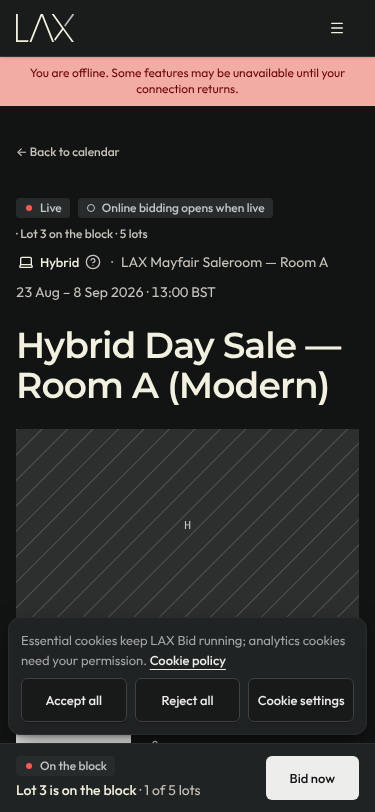 LAX
You are offline. Some features may be unavailable until your
connection returns.
← Back to calendar
Live
Online bidding opens when live
· Lot 3 on the block · 5 lots
Hybrid ? · LAX Mayfair Saleroom — Room A
23 Aug – 8 Sep 2026 · 13:00 BST
Hybrid Day Sale —
Room A (Modern)
H
Essential cookies keep LAX Bid running; analytics cookies
need your permission. Cookie policy
Accept all
Reject all
Cookie settings
On the block
Lot 3 is on the block · 1 of 5 lots
Bid now